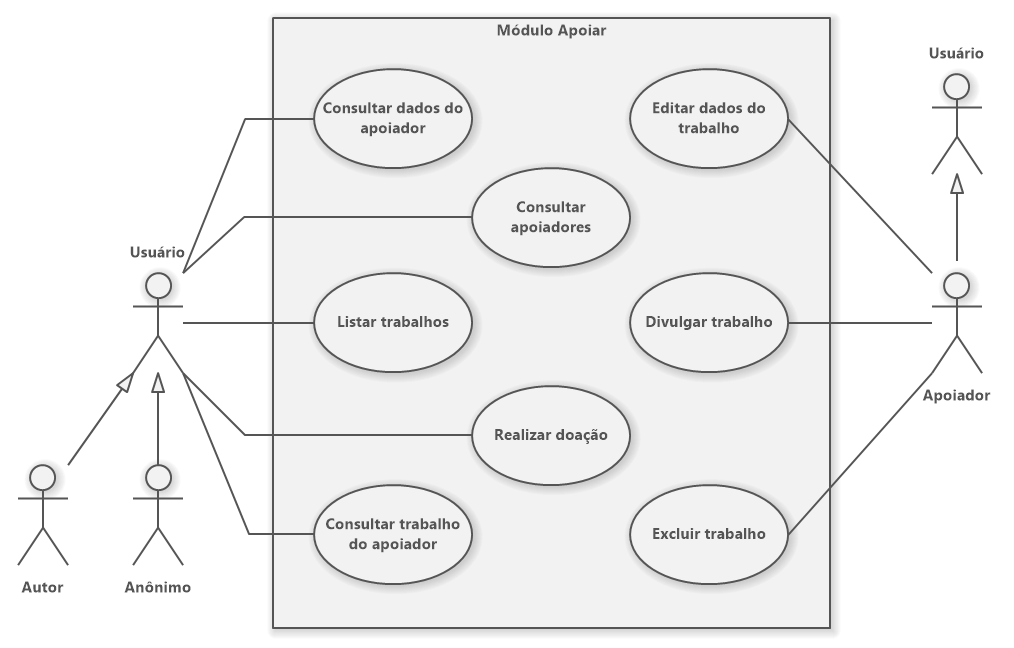 Módulo Apoiar
Usuário
Consultar dados do
apoiador
Editar dados do
trabalho
Consultar
apoiadores
Usuário
Listar trabalhos
Divulgar trabalho
Apoiador
Realizar doação
Consultar trabalho
do apoiador
Excluir trabalho
Autor
Anônimo